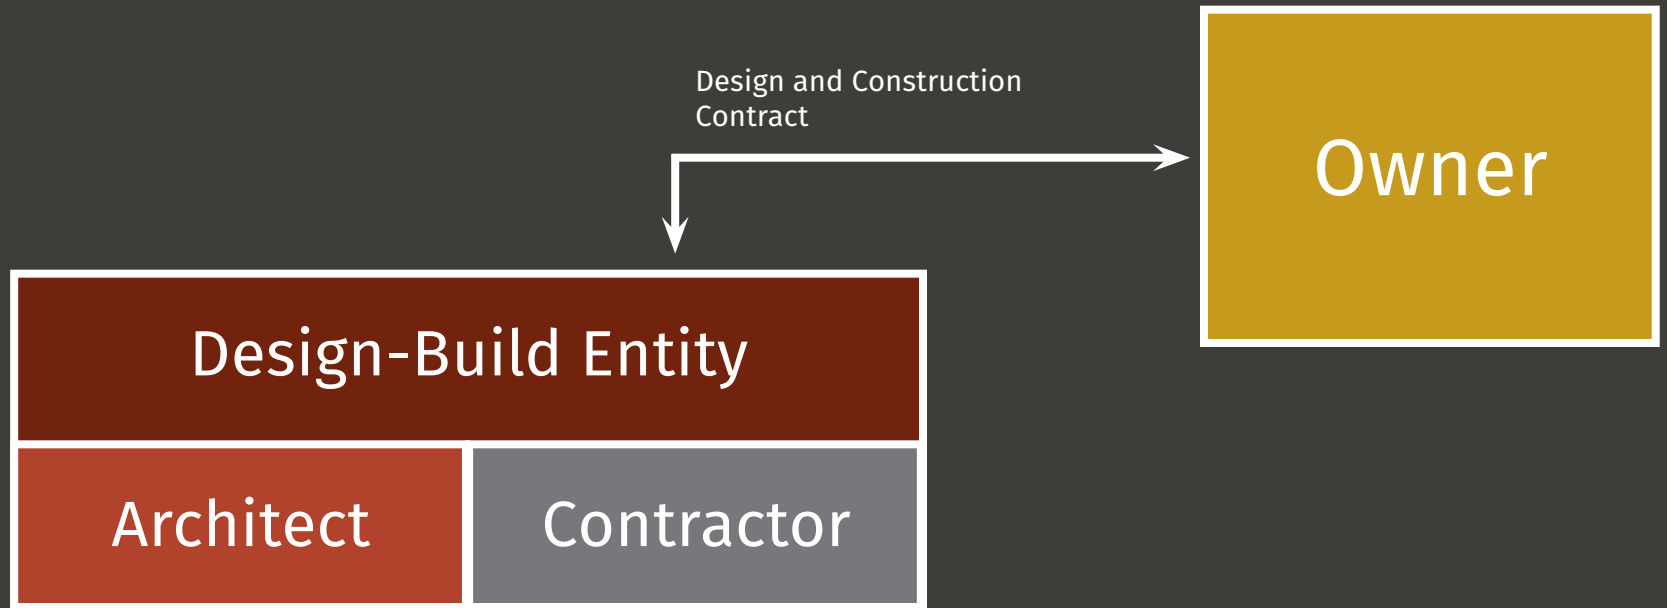 Design and Construction
Contract
Owner
Design-Build Entity
Architect
Contractor